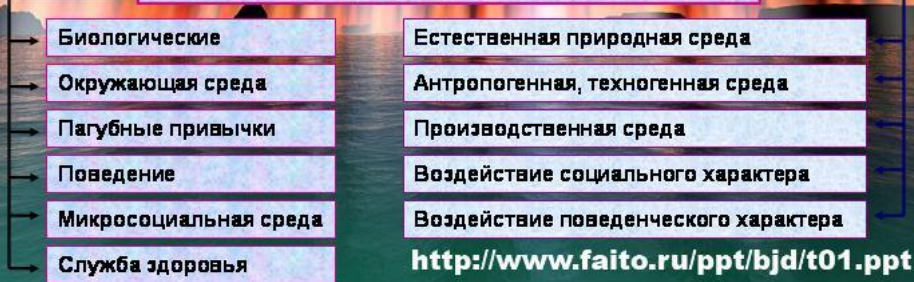 Биологические
Окружающая среда
Пагубные привычки
Поведение
Микросоциальная среда
Служба здоровья
Естественная природная среда
Антропогенная, техногенная среда
Производственная среда
Воздействие социального характера
Воздействие поведенческого характера
http://www.faito.ru/ppt/bjd/t01.ppt